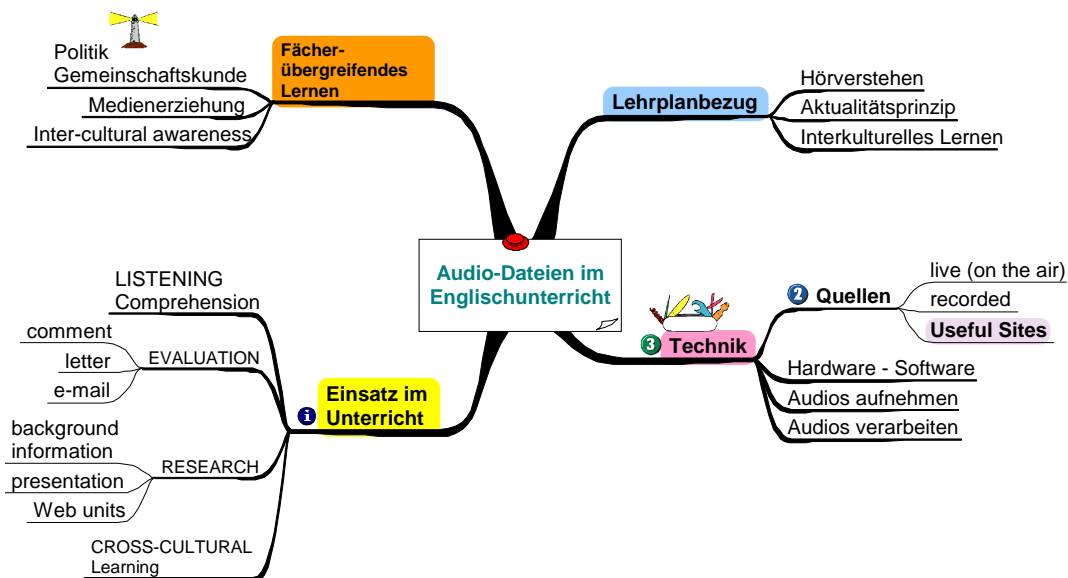 Audio-Dateien im
Englischunterricht
Fächer-
übergreifendes
Lernen
Politik
Gemeinschaftskunde
Medienerziehung
Inter-cultural awareness
Lehrplanbezug
Hörverstehen
Aktualitätsprinzip
Interkulturelles Lernen
3 Technik
2 Quellen
live (on the air)
recorded
Useful Sites
Hardware - Software
Audios aufnehmen
Audios verarbeiten
i Einsatz im
Unterricht
LISTENING
Comprehension
EVALUATION
comment
letter
e-mail
RESEARCH
background
information
presentation
Web units
CROSS-CULTURAL
Learning